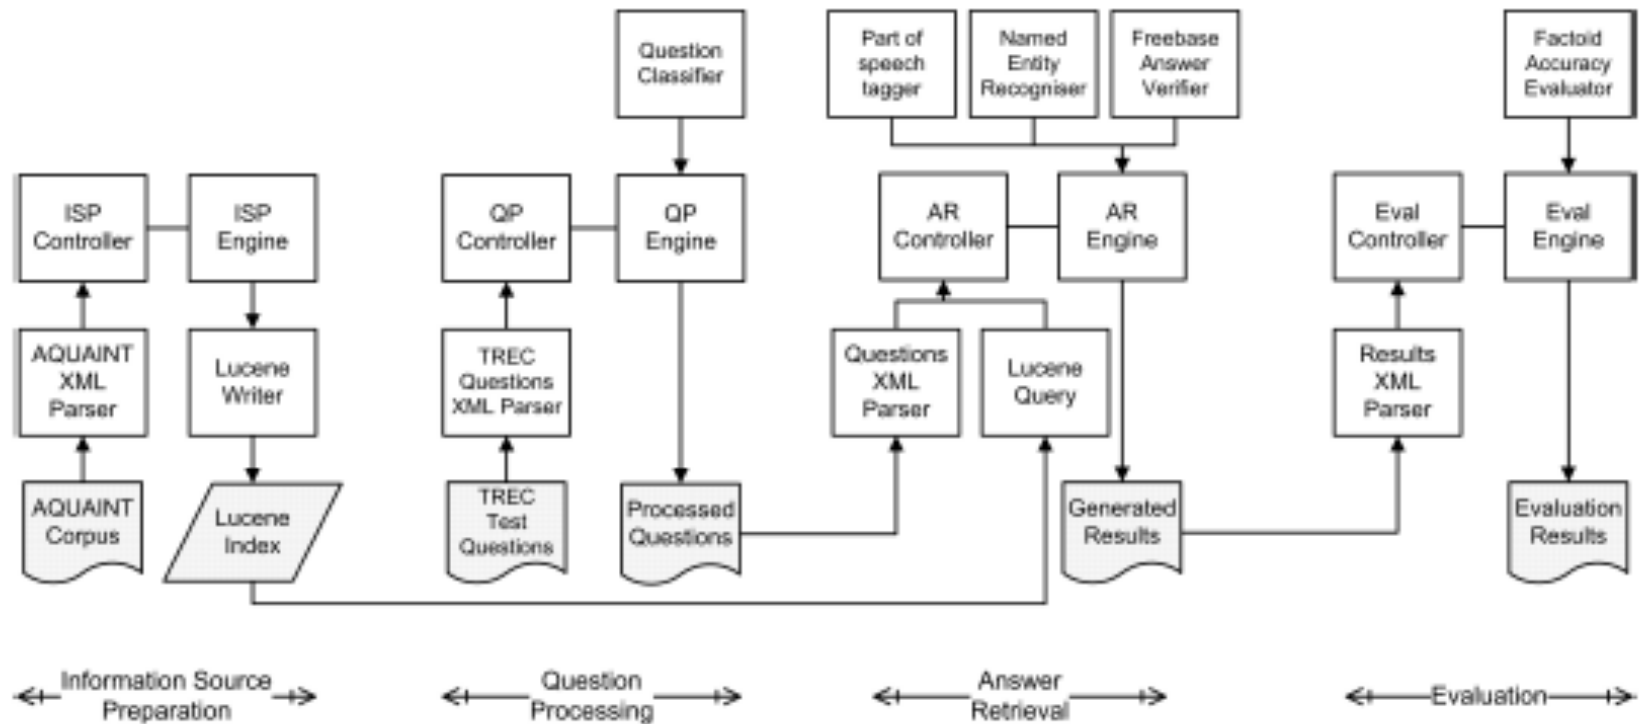 Question
Classifier
Part of
speech
tagger
Named
Entity
Recogniser
Freebase
Answer
Verifier
Factoid
Accuracy
Evaluator
ISP
Controller
ISP
Engine
QP
Controller
QP
Engine
AR
Controller
AR
Engine
Eval
Controller
Eval
Engine
AQUAINT
XML
Parser
Lucene
Writer
TREC
Questions
XML Parser
Questions
XML
Parser
Lucene
Query
Results
XML
Parser
AQUAINT
Corpus
Lucene
Index
TREC
Test
Questions
Processed
Questions
Generated
Results
Evaluation
Results
Information Source
Preparation
Question
Processing
Answer
Retrieval
Evaluation